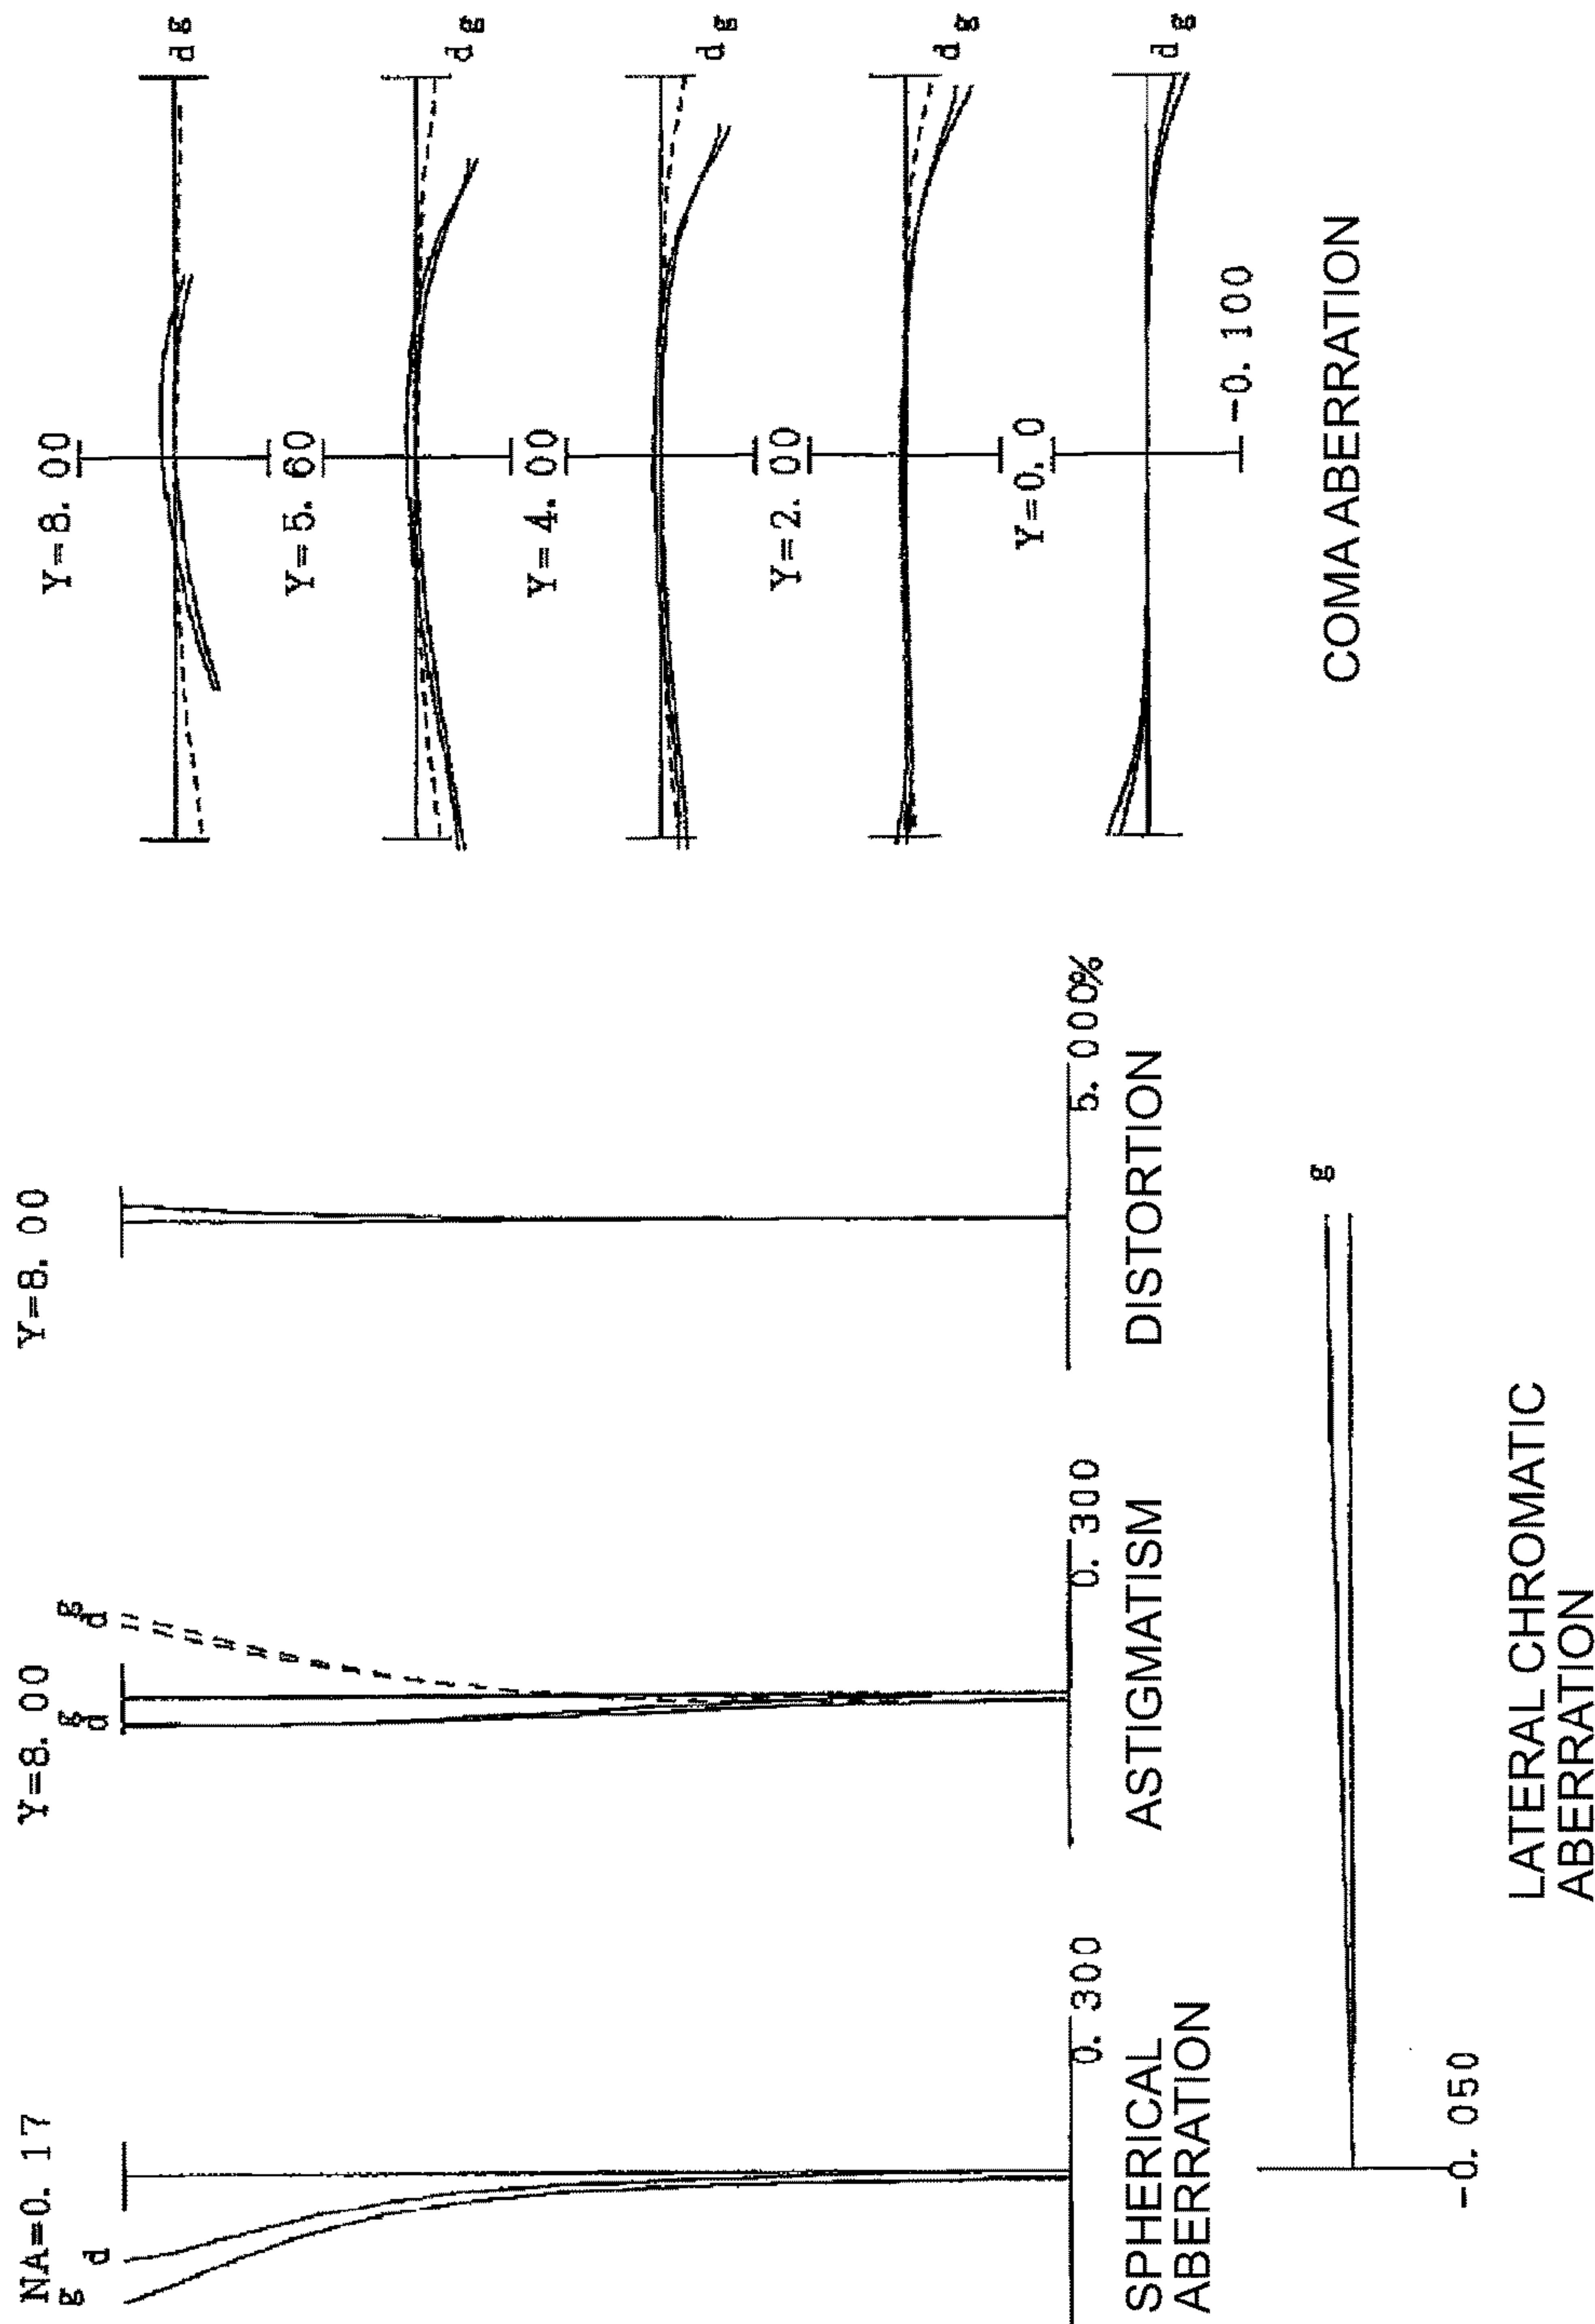 NA=0.17
g
d
0.300
SPHERICAL
ABERRATION
Y=8.00
g
d
g
d
0.300
ASTIGMATISM
Y=8.00
5.000%
DISTORTION
g
-0.050
LATERAL CHROMATIC
ABERRATION
Y=8.00
d
g
Y=5.60
d
g
Y=4.00
d
g
Y=2.00
d
g
Y=0.0
d
g
-0.100
COMA ABERRATION